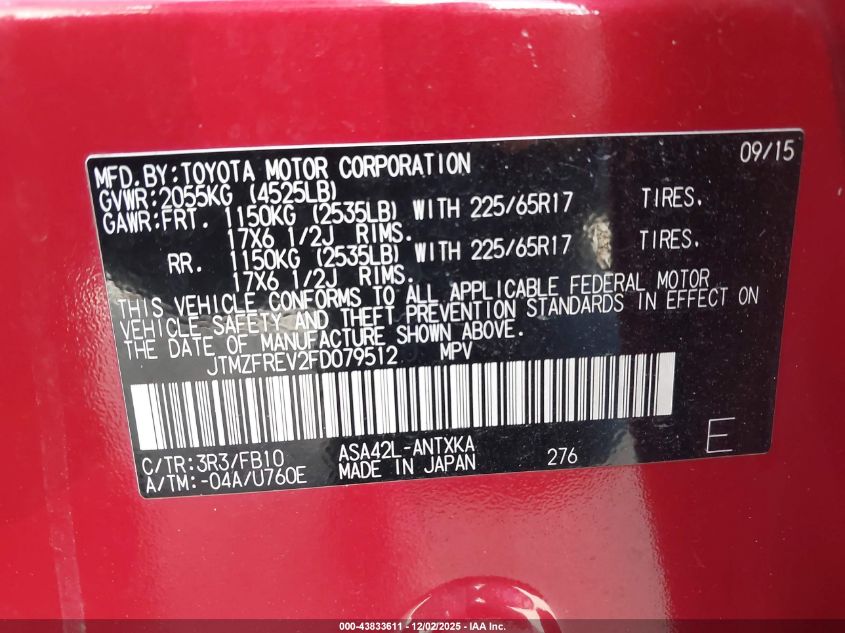 MFD. BY:TOYOTA MOTOR CORPORATION 09/15
GVWR:2055KG (4525LB)
GAWR:FRT. 1150KG (2535LB) WITH 225/65R17 TIRES.
17X6 1/2J RIMS.
RR. 1150KG (2535LB) WITH 225/65R17 TIRES.
17X6 1/2J RIMS.
THIS VEHICLE CONFORMS TO ALL APPLICABLE FEDERAL MOTOR
VEHICLE SAFETY AND THEFT PREVENTION STANDARDS IN EFFECT ON
THE DATE OF MANUFACTURE SHOWN ABOVE.
JTMZFREV2FD079512 MPV
C/TR:3R3/FB10 ASA42L-ANTXKA 276 E
A/TM:-04A/U760E MADE IN JAPAN
000-43833611 - 12/02/2025 - IAA Inc.